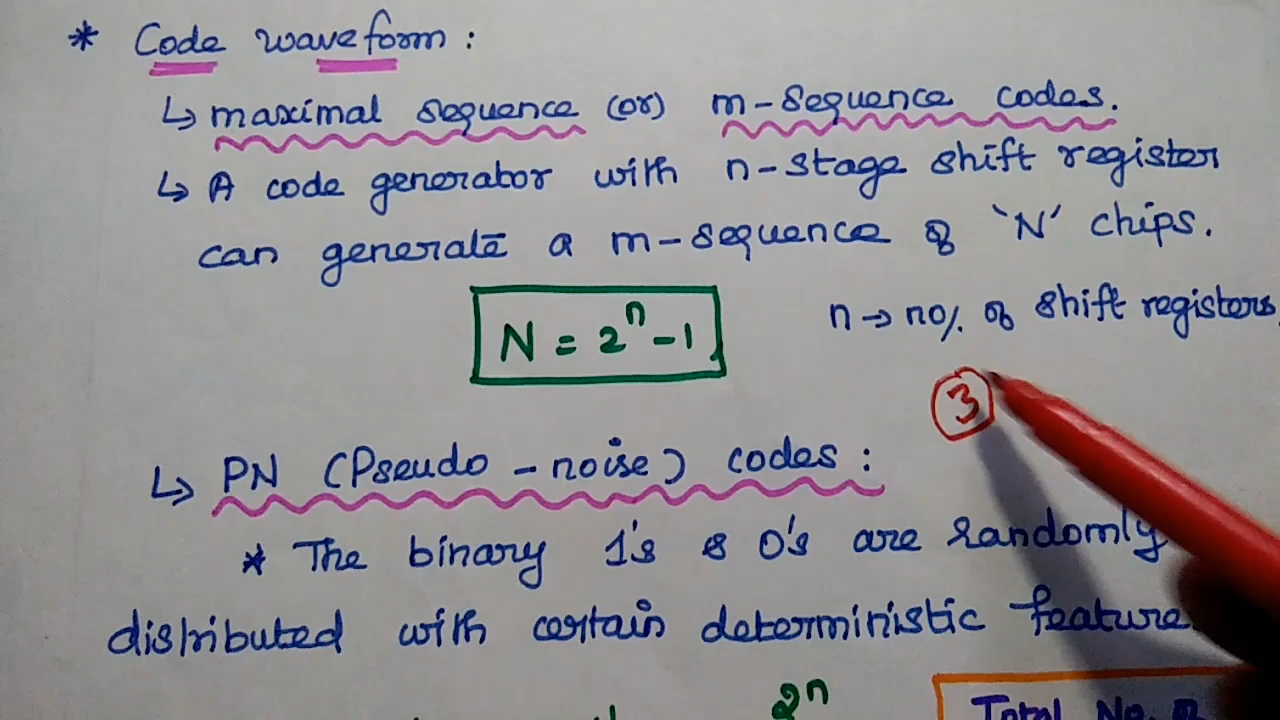 * Code waveform :
↳ maximal sequence (or) m-sequence codes.
↳ A code generator with n-stage shift register
can generate a m-sequence of 'N' chips.
N = 2^n - 1
n → no/. of shift registers.
3
↳ PN (Pseudo - noise) codes :
* The binary 1's & 0's are randomly
distributed with certain deterministic feature
2^n
Total No.